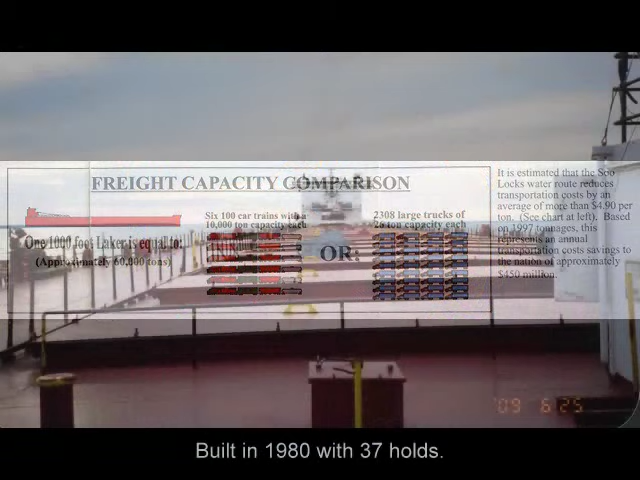 FREIGHT CAPACITY COMPARISON
One 1000 foot Laker is equal to:
(Approximately 60,000 tons)
Six 100 car trains with a
10,000 ton capacity each
OR:
2308 large trucks of
26 ton capacity each
It is estimated that the Soo
Locks water route reduces
transportation costs by an
average of more than $4.90 per
ton. (See chart at left). Based
on 1997 tonnages, this
represents an annual
transportation costs savings to
the nation of approximately
$450 million.
'09 6 25
Built in 1980 with 37 holds.